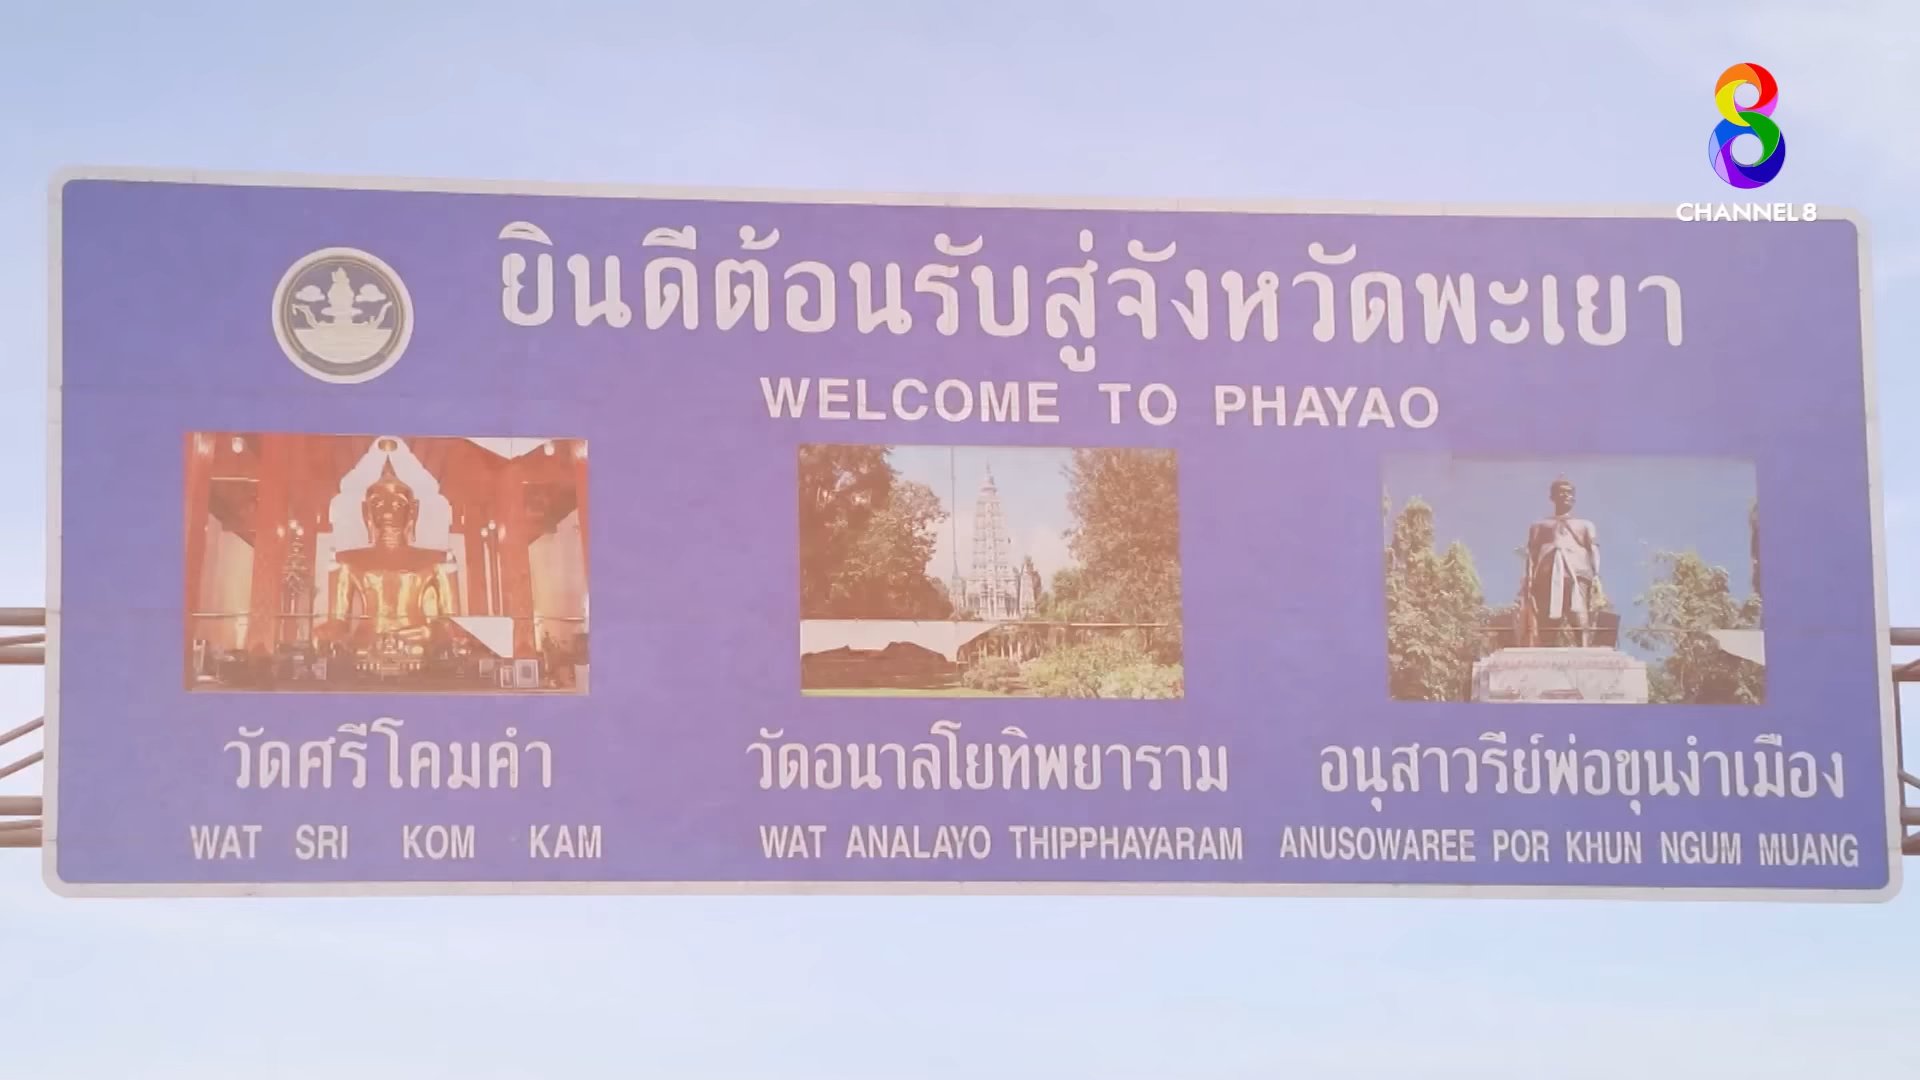 8
CHANNEL 8
ยินดีต้อนรับสู่จังหวัดพะเยา
WELCOME TO PHAYAO
วัดศรีโคมคำ
WAT SRI KOM KAM
วัดอนาลโยทิพยาราม
WAT ANALAYO THIPPHAYARAM
อนุสาวรีย์พ่อขุนงำเมือง
ANUSOWAREE POR KHUN NGUM MUANG